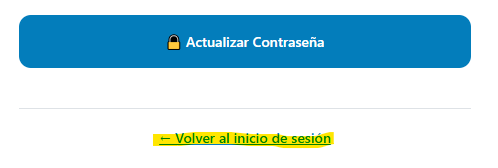 🔒 Actualizar Contraseña
← Volver al inicio de sesión